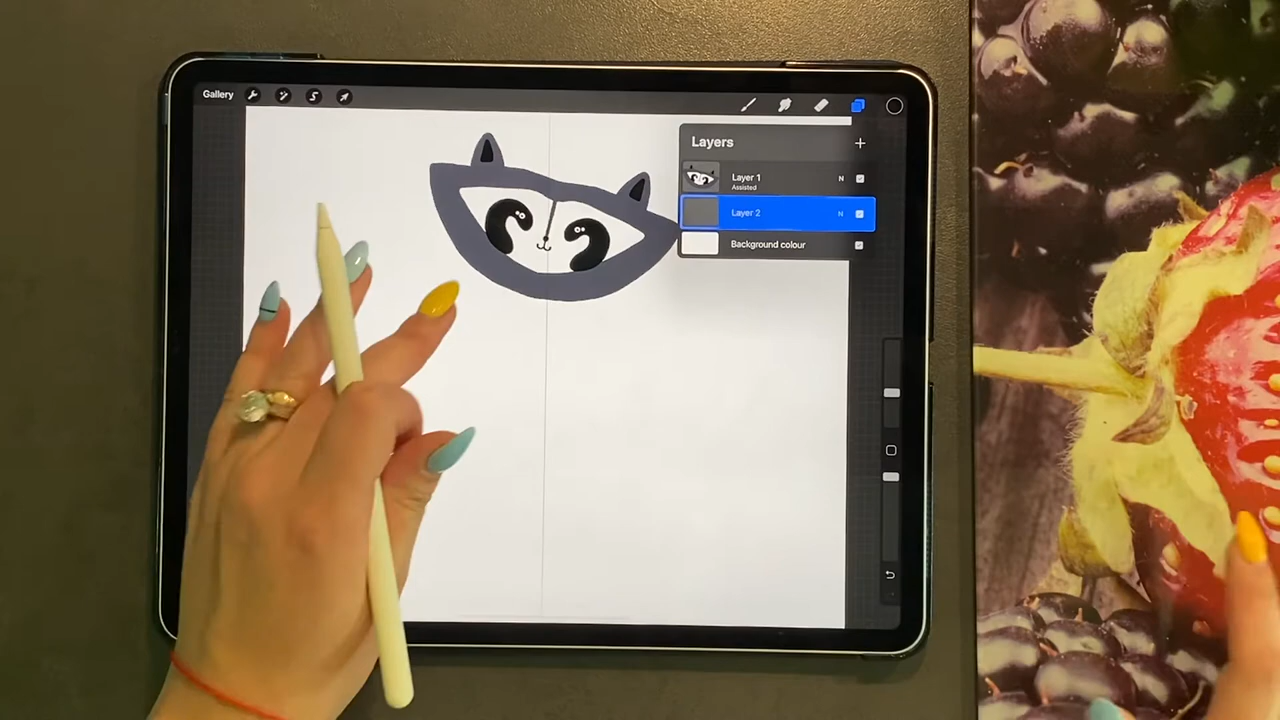 Gallery
Layers
Layer 1
Assisted
N
Layer 2
N
Background colour